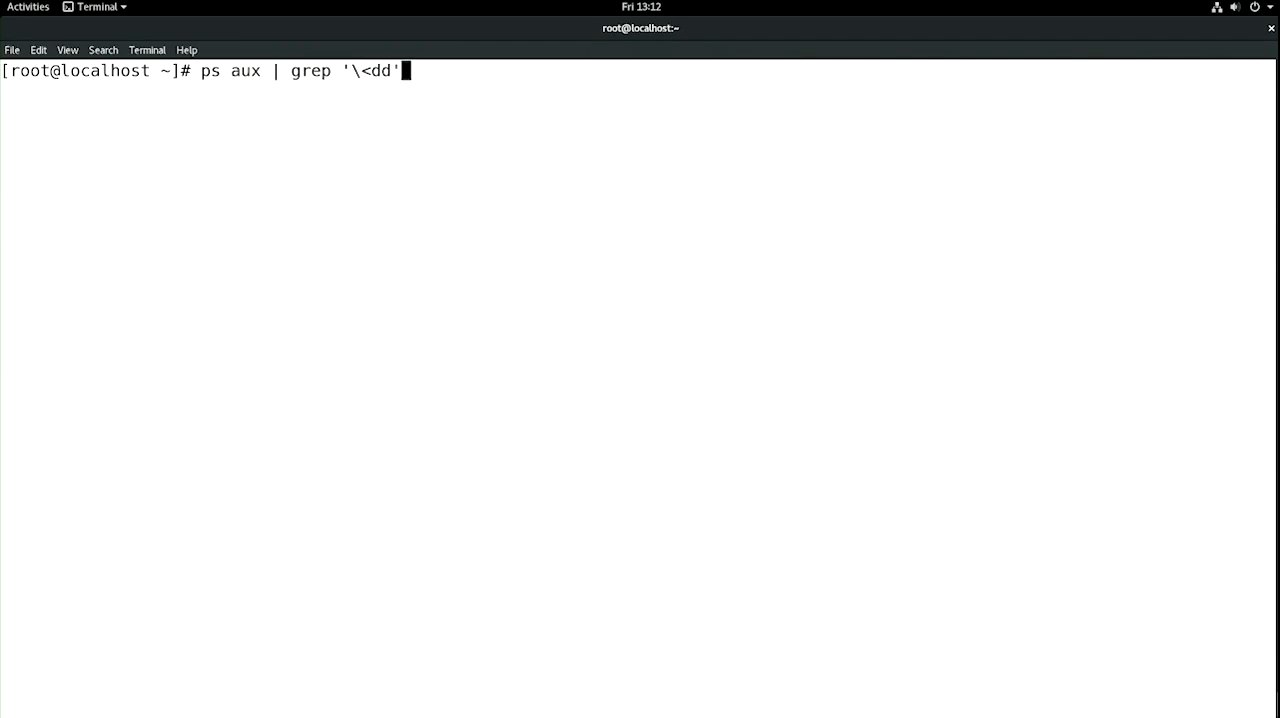 Activities Terminal Fri 13:12
root@localhost:~
File Edit View Search Terminal Help
[root@localhost ~]# ps aux | grep '\<dd'